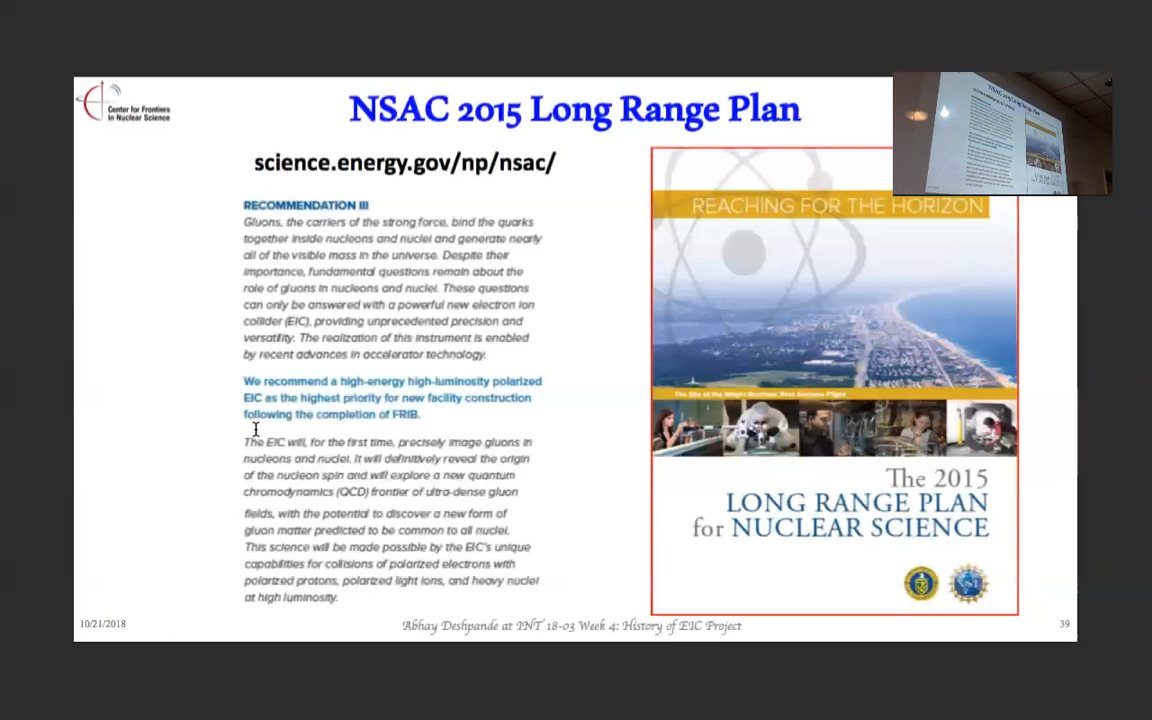 Center for Frontiers
in Nuclear Science
NSAC 2015 Long Range Plan
science.energy.gov/np/nsac/
RECOMMENDATION III
Gluons, the carriers of the strong force, bind the quarks
together inside nucleons and nuclei and generate nearly
all of the visible mass in the universe. Despite their
importance, fundamental questions remain about the
role of gluons in nucleons and nuclei. These questions
can only be answered with a powerful new electron ion
collider (EIC), providing unprecedented precision and
versatility. The realization of this instrument is enabled
by recent advances in accelerator technology.
We recommend a high-energy high-luminosity polarized
EIC as the highest priority for new facility construction
following the completion of FRIB.
The EIC will, for the first time, precisely image gluons in
nucleons and nuclei. It will definitively reveal the origin
of the nucleon spin and will explore a new quantum
chromodynamics (QCD) frontier of ultra-dense gluon
fields, with the potential to discover a new form of
gluon matter predicted to be common to all nuclei.
This science will be made possible by the EIC's unique
capabilities for collisions of polarized electrons with
polarized protons, polarized light ions, and heavy nuclei
at high luminosity.
REACHING FOR THE HORIZON
The Site of the Wright Brothers' First Airplane Flight
The 2015
LONG RANGE PLAN
for NUCLEAR SCIENCE
NSF
10/21/2018
Abhay Deshpande at INT 18-03 Week 4: History of EIC Project
39